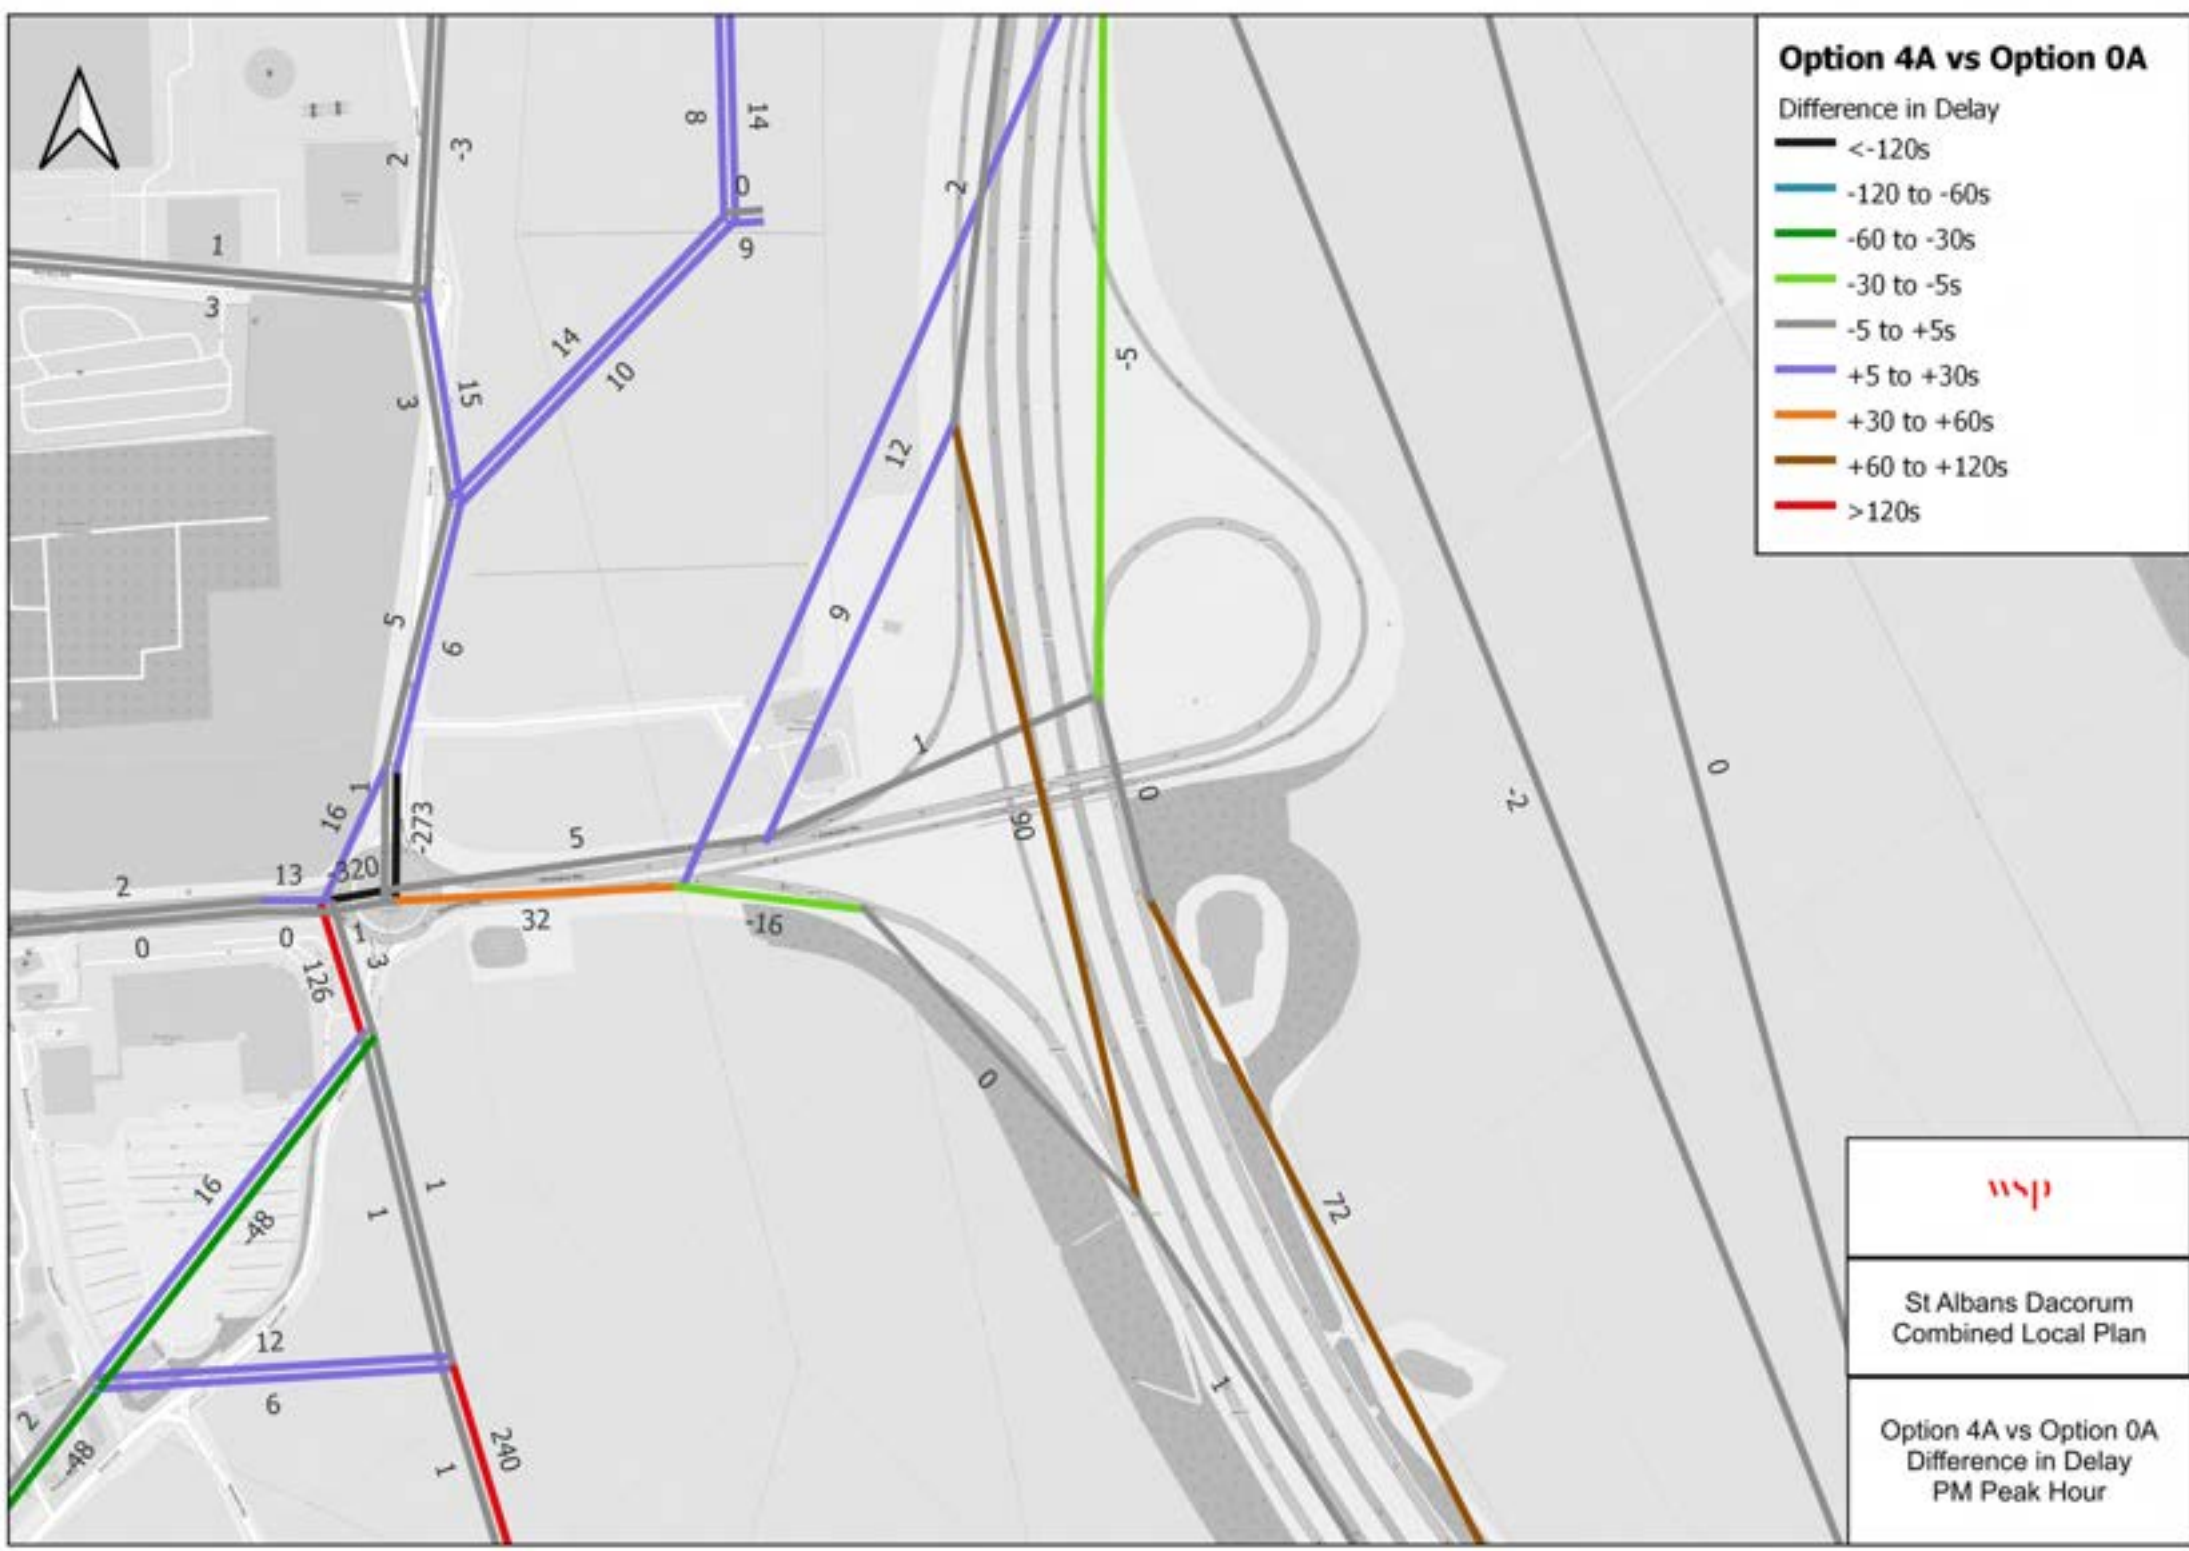 Option 4A vs Option 0A
Difference in Delay
<-120s
-120 to -60s
-60 to -30s
-30 to -5s
-5 to +5s
+5 to +30s
+30 to +60s
+60 to +120s
>120s
2
-3
8
14
0
9
2
1
3
14
10
3
15
12
-5
9
5
6
1
16
-273
5
1
90
0
-2
0
2
13
-320
0
0
1
-3
126
32
-16
0
16
-48
1
1
72
12
6
2
-48
1
240
1
wsp
St Albans Dacorum
Combined Local Plan
Option 4A vs Option 0A
Difference in Delay
PM Peak Hour